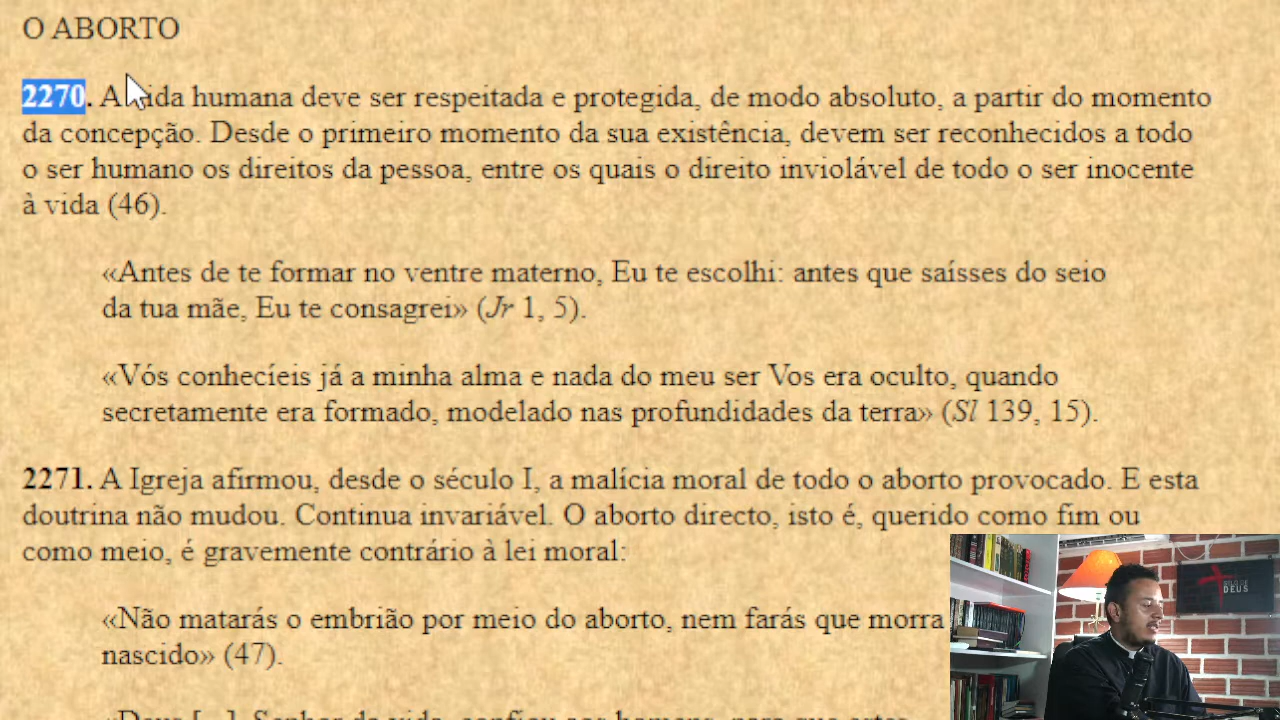 O ABORTO
2270. A vida humana deve ser respeitada e protegida, de modo absoluto, a partir do momento
da concepção. Desde o primeiro momento da sua existência, devem ser reconhecidos a todo
o ser humano os direitos da pessoa, entre os quais o direito inviolável de todo o ser inocente
à vida (46).
«Antes de te formar no ventre materno, Eu te escolhi: antes que saísses do seio
da tua mãe, Eu te consagrei» (Jr 1, 5).
«Vós conhecíeis já a minha alma e nada do meu ser Vos era oculto, quando
secretamente era formado, modelado nas profundidades da terra» (Sl 139, 15).
2271. A Igreja afirmou, desde o século I, a malícia moral de todo o aborto provocado. E esta
doutrina não mudou. Continua invariável. O aborto directo, isto é, querido como fim ou
como meio, é gravemente contrário à lei moral:
«Não matarás o embrião por meio do aborto, nem farás que morra
nascido» (47).
DEUS